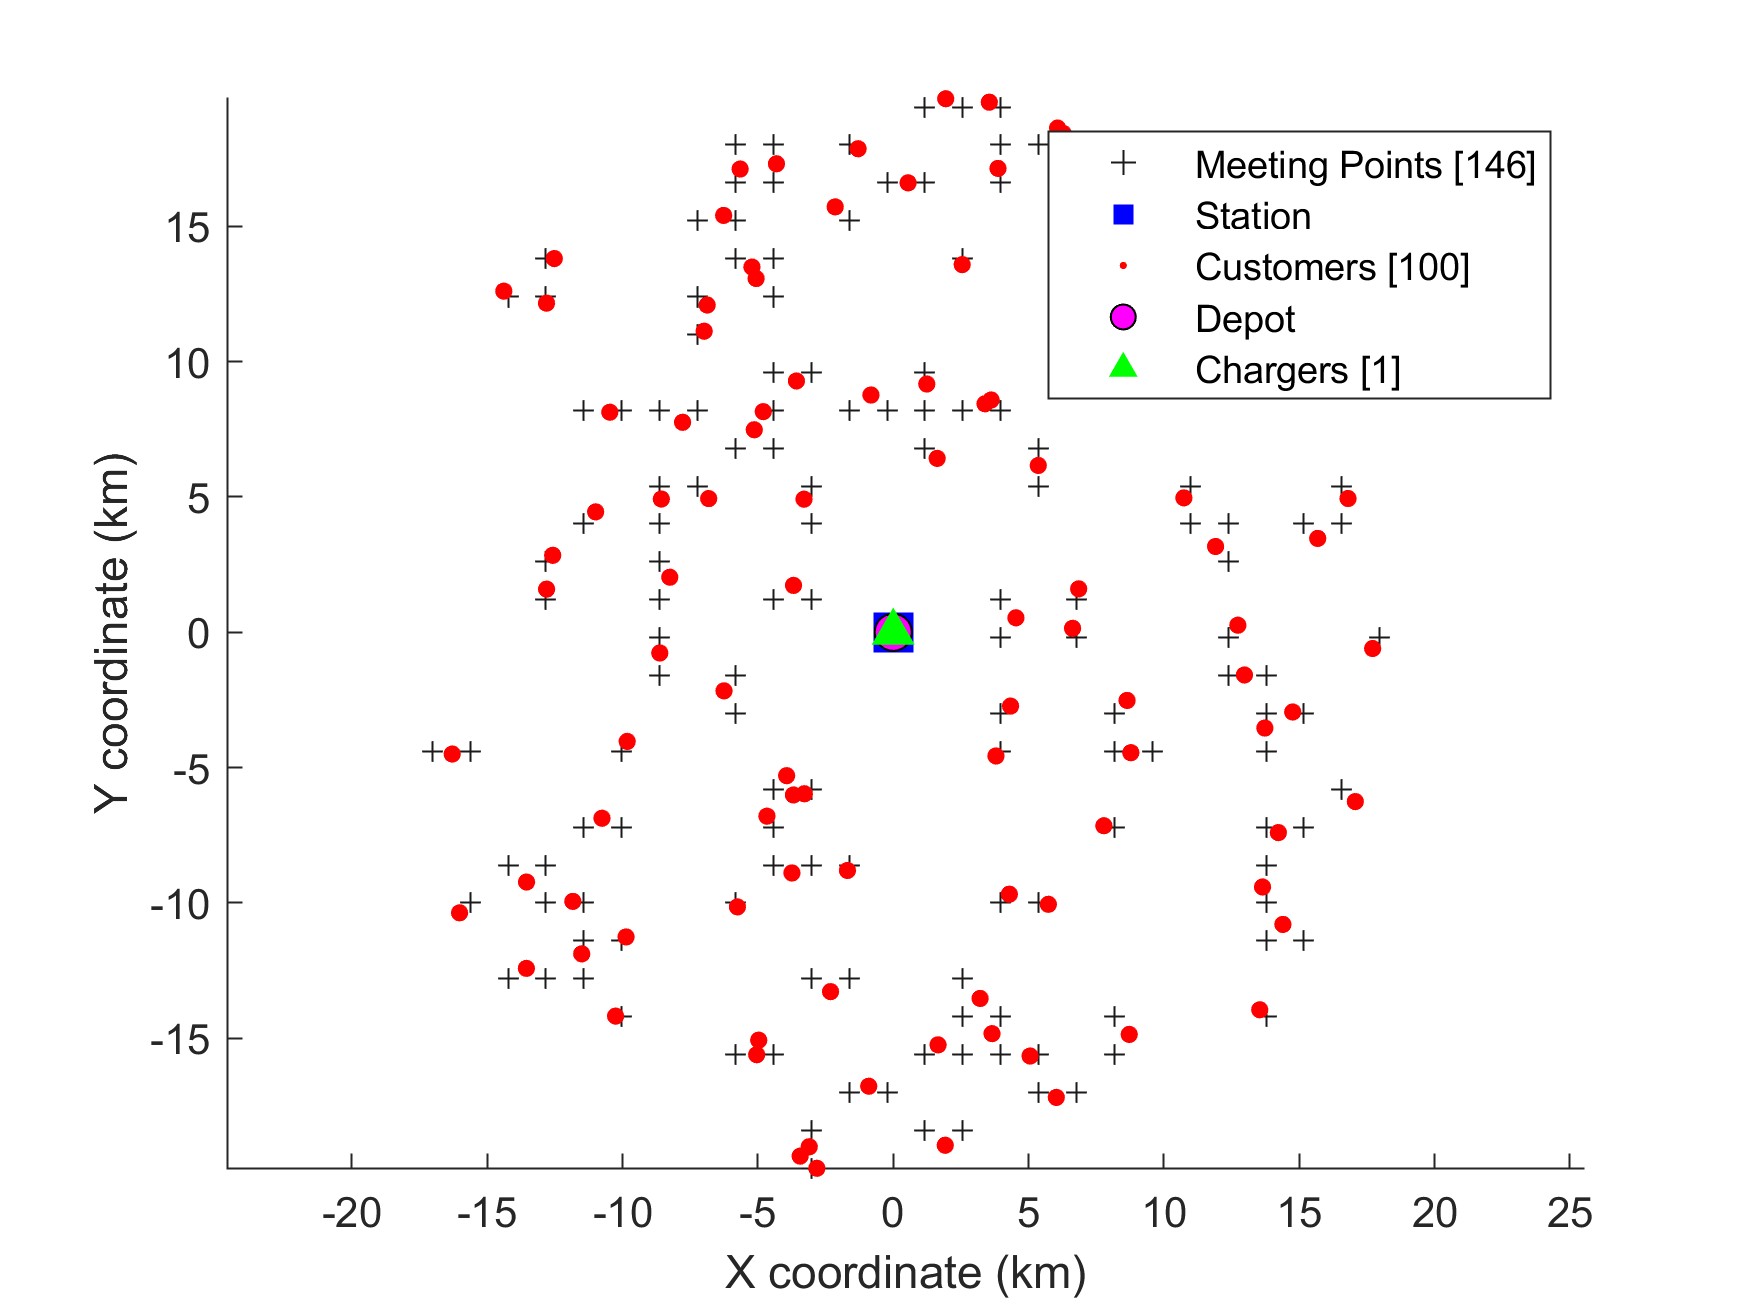 Meeting Points [146]
Station
Customers [100]
Depot
Chargers [1]
15
10
5
0
-5
-10
-15
Y coordinate (km)
-20 -15 -10 -5 0 5 10 15 20 25
X coordinate (km)